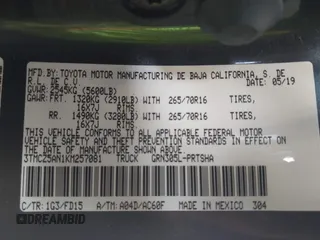 MFD. BY: TOYOTA MOTOR MANUFACTURING DE BAJA CALIFORNIA, S. DE
R.L. DE C.V. DATE: 05/19
GVWR: 2545KG (5600LB)
GAWR: FRT. 1320KG (2910LB) WITH 265/70R16 TIRES,
16X7J RIMS,
RR. 1490KG (3280LB) WITH 265/70R16 TIRES,
16X7J RIMS,
THIS VEHICLE CONFORMS TO ALL APPLICABLE FEDERAL MOTOR
VEHICLE SAFETY AND THEFT PREVENTION STANDARDS IN EFFECT
ON THE DATE OF MANUFACTURE SHOWN ABOVE.
3TMCZ5AN1KM257001 TRUCK GRN305L-PRTSHA
C/TR: 1G3/FD15 A/TM: A04D/AC60F MADE IN MEXICO 304